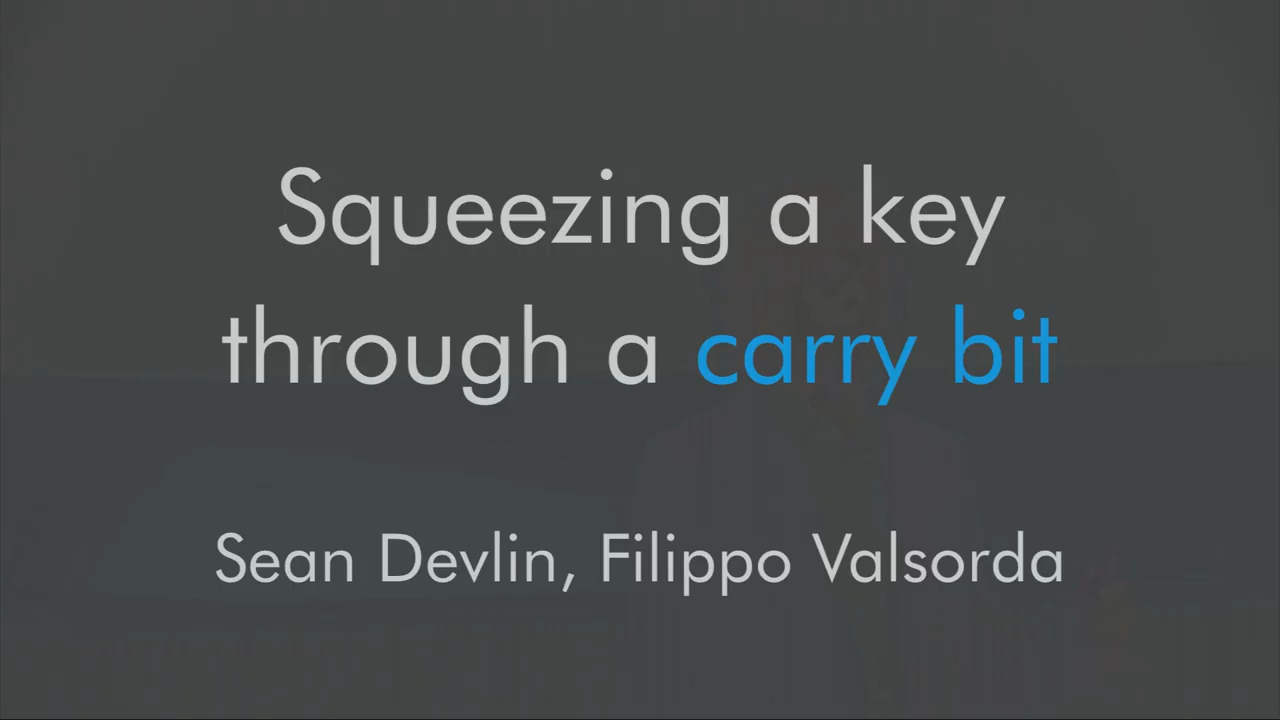 Squeezing a key
through a carry bit
Sean Devlin, Filippo Valsorda